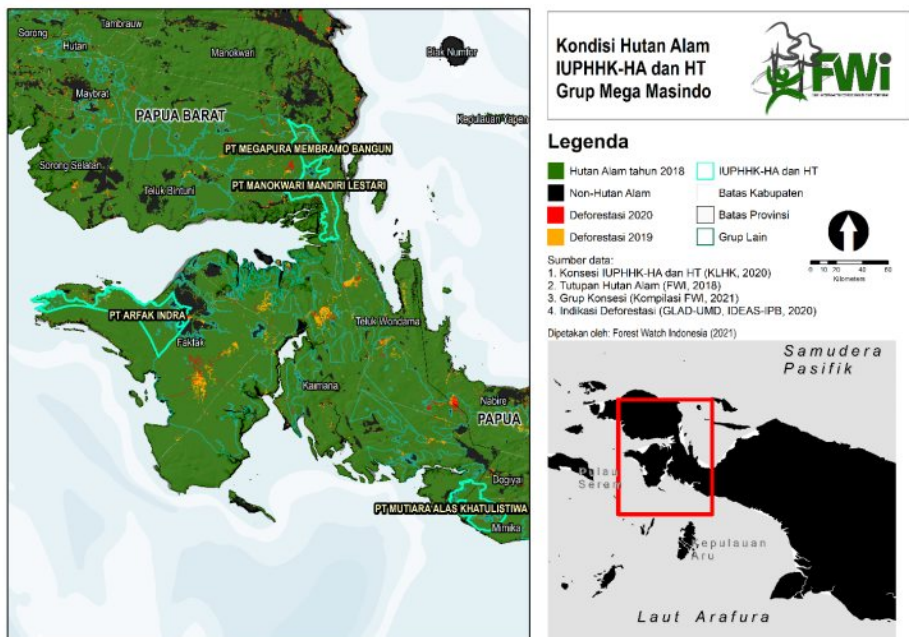 Sorong
Tambrauw
Hutan
Manokwari
Biak Numfor
Maybrat
PAPUA BARAT
Kepulauan Yapen
PT MEGAPURA MEMBRAMO BANGUN
Sorong Selatan
PT MANOKWARI MANDIRI LESTARI
Teluk Bintuni
PT ARFAK INDRA
Fakfak
Teluk Wondama
Kaimana
Nabire
PAPUA
Dogiyai
PT MUTIARA ALAS KHATULISTIWA
Mimika
Kondisi Hutan Alam
IUPHHK-HA dan HT
Grup Mega Masindo
FWi
Legenda
Hutan Alam tahun 2018
Non-Hutan Alam
Deforestasi 2020
Deforestasi 2019
IUPHHK-HA dan HT
Batas Kabupaten
Batas Provinsi
Grup Lain
0 10 20 40 60
Kilometers
Sumber data:
1. Konsesi IUPHHK-HA dan HT (KLHK, 2020)
2. Tutupan Hutan Alam (FWI, 2018)
3. Grup Konsesi (Kompilasi FWI, 2021)
4. Indikasi Deforestasi (GLAD-UMD, IDEAS-IPB, 2020)
Dipetakan oleh: Forest Watch Indonesia (2021)
Samudera
Pasifik
Pulau
Seram
Kepulauan
Aru
Laut Arafura